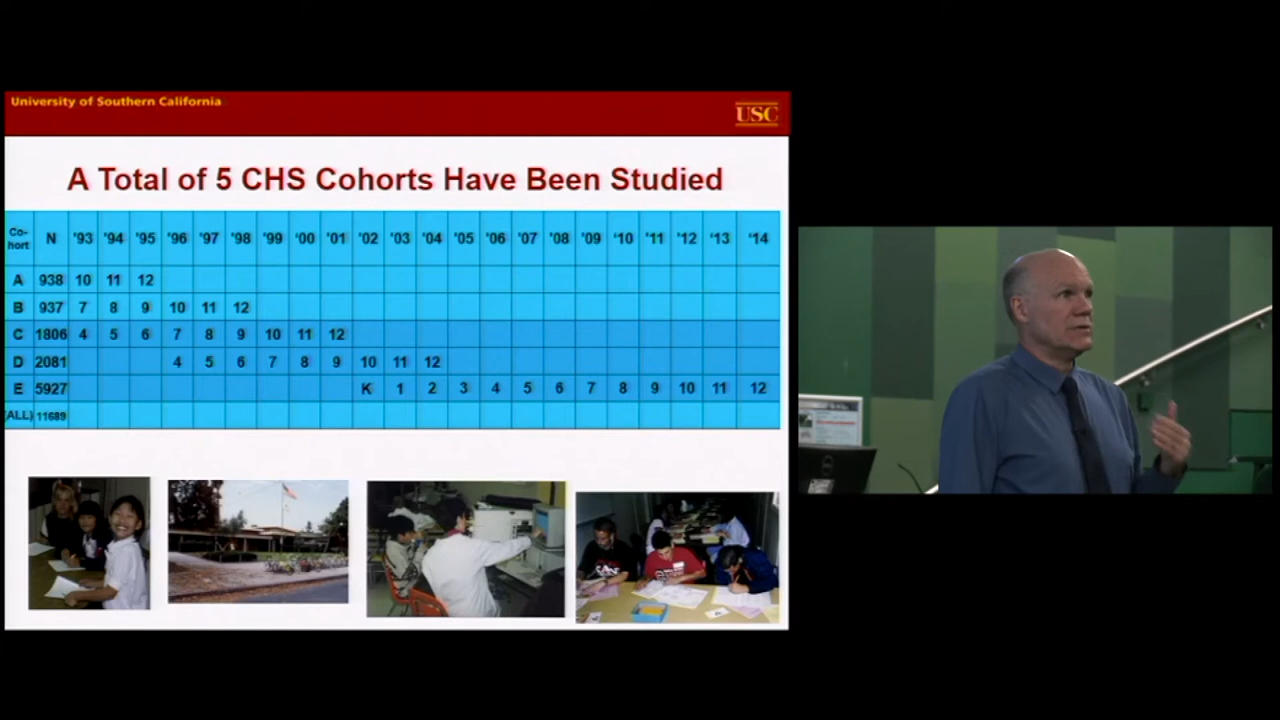 University of Southern California
USC
A Total of 5 CHS Cohorts Have Been Studied
Co-hort N '93 '94 '95 '96 '97 '98 '99 '00 '01 '02 '03 '04 '05 '06 '07 '08 '09 '10 '11 '12 '13 '14
A 938 10 11 12
B 937 7 8 9 10 11 12
C 1806 4 5 6 7 8 9 10 11 12
D 2081 4 5 6 7 8 9 10 11 12
E 5927 K 1 2 3 4 5 6 7 8 9 10 11 12
(ALL) 11689